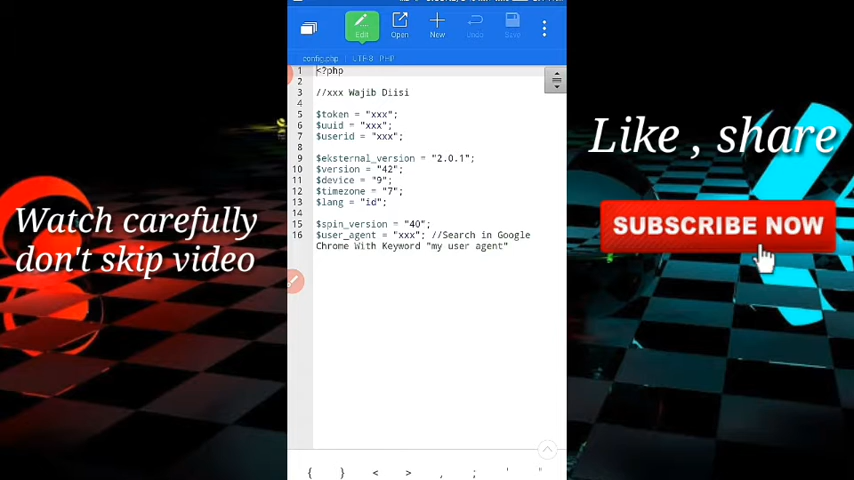 Edit
Open
New
Undo
Save
config.php
UTF-8
PHP
1 <?php
2
3 //xxx Wajib Diisi
4
5 $token = "xxx";
6 $uuid = "xxx";
7 $userid = "xxx";
8
9 $eksternal_version = "2.0.1";
10 $version = "42";
11 $device = "9";
12 $timezone = "7";
13 $lang = "id";
14
15 $spin_version = "40";
16 $user_agent = "xxx"; //Search in Google
Chrome With Keyword "my user agent"
{ } < > , ; ' "
Watch carefully
don't skip video
Like , share
SUBSCRIBE NOW